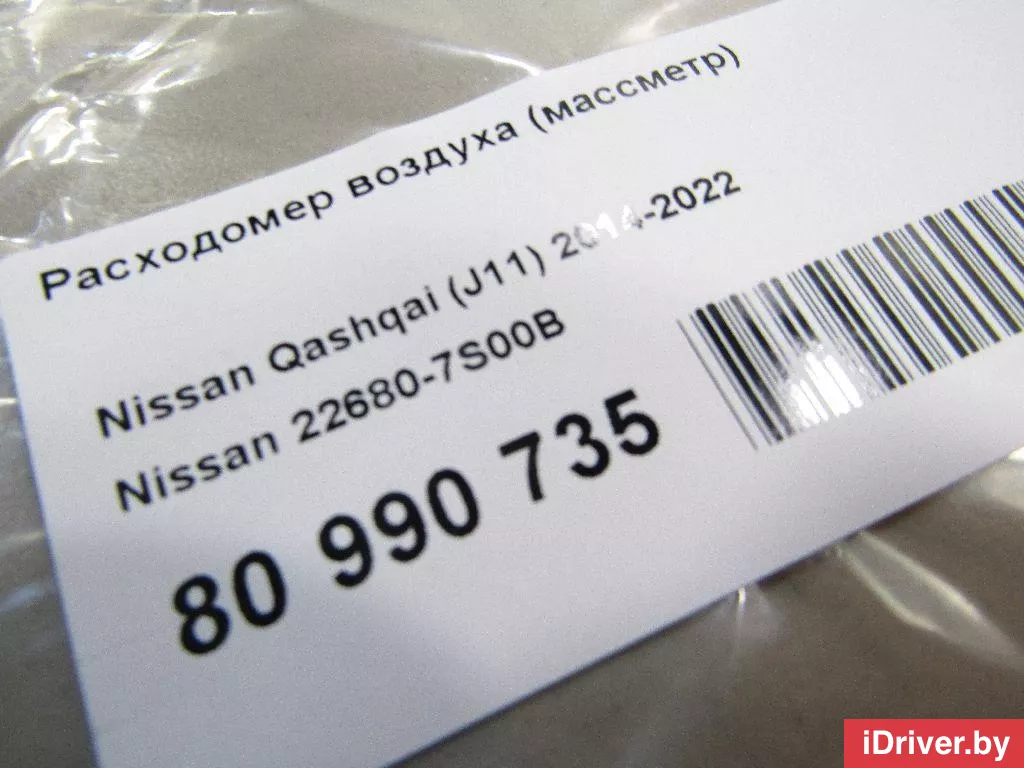 Расходомер воздуха (массметр)
Nissan Qashqai (J11) 2014-2022
Nissan 22680-7S00B
80 990 735
iDriver.by